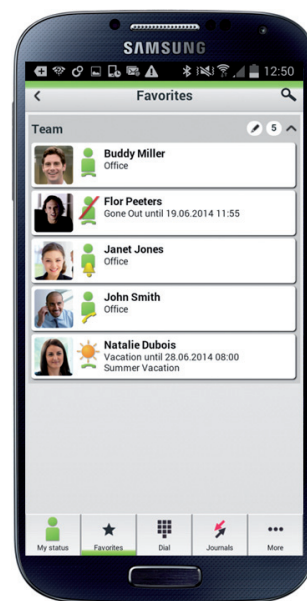 SAMSUNG
12:50
Favorites
Team 5
Buddy Miller
Office
Flor Peeters
Gone Out until 19.06.2014 11:55
Janet Jones
Office
John Smith
Office
Natalie Dubois
Vacation until 28.06.2014 08:00
Summer Vacation
My status Favorites Dial Journals More